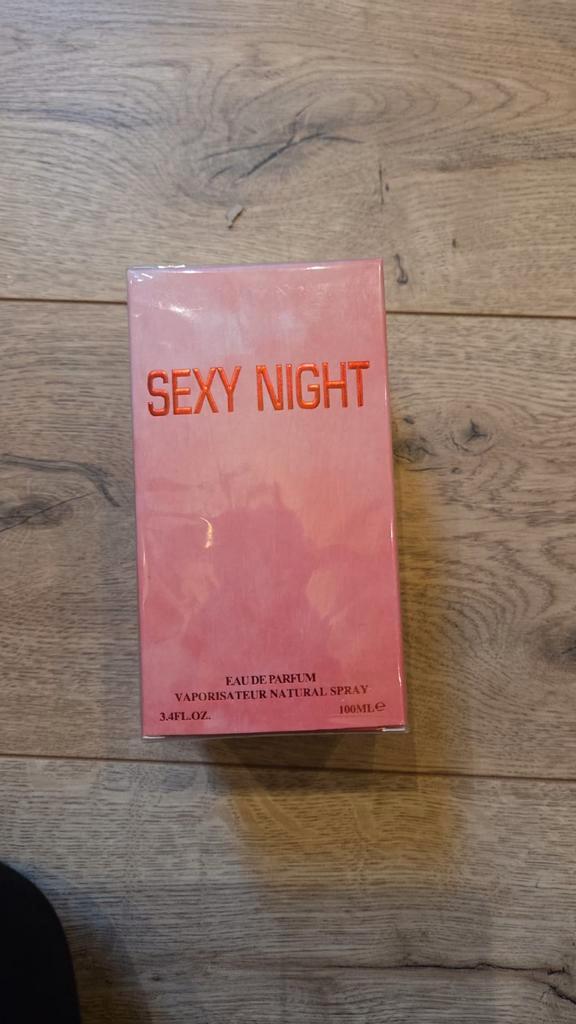 SEXY NIGHT
EAU DE PARFUM
VAPORISATEUR NATURAL SPRAY
3.4FL.OZ. 100ML℮